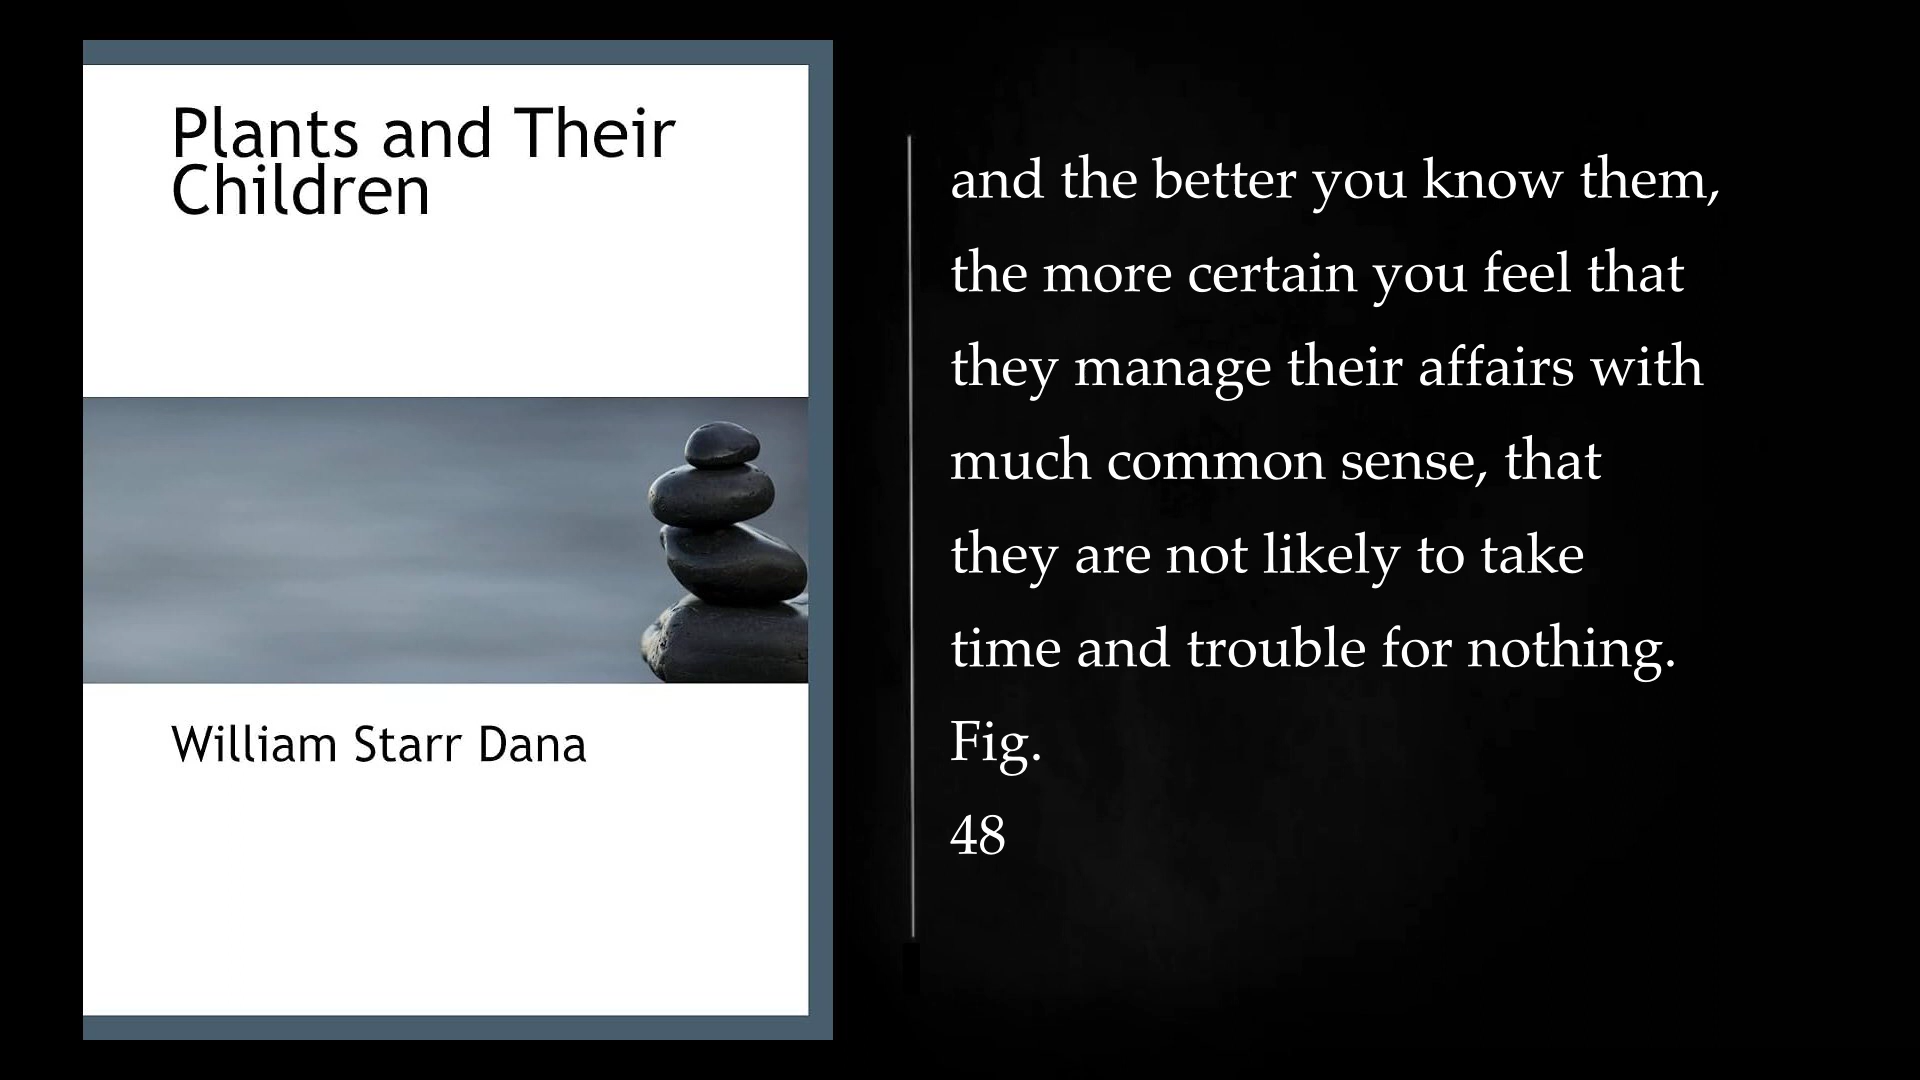 Plants and Their
Children
William Starr Dana
and the better you know them,
the more certain you feel that
they manage their affairs with
much common sense, that
they are not likely to take
time and trouble for nothing.
Fig.
48